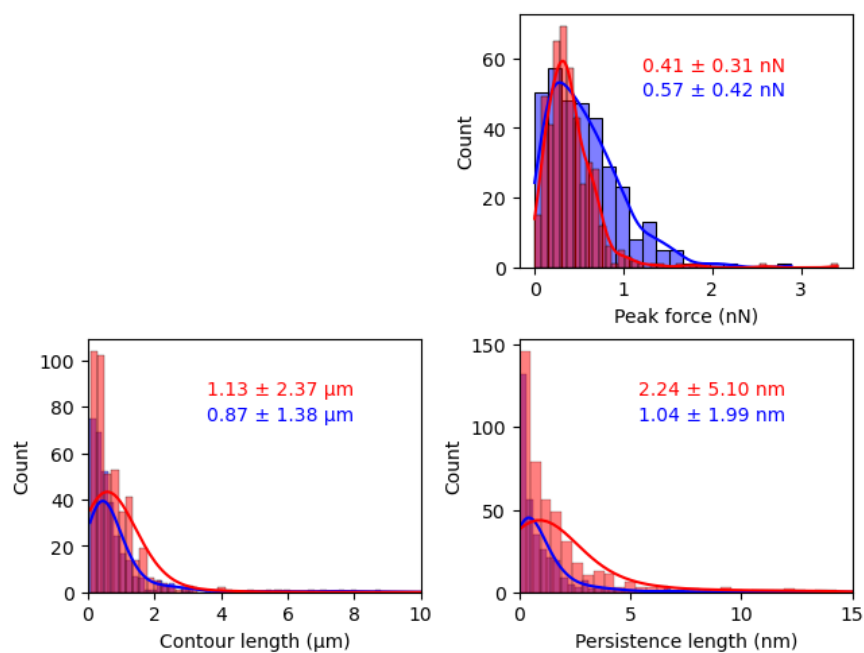 60
40
20
0
Count
0.41 ± 0.31 nN
0.57 ± 0.42 nN
0 1 2 3
Peak force (nN)
100
80
60
40
20
0
Count
1.13 ± 2.37 µm
0.87 ± 1.38 µm
0 2 4 6 8 10
Contour length (µm)
150
100
50
0
Count
2.24 ± 5.10 nm
1.04 ± 1.99 nm
0 5 10 15
Persistence length (nm)